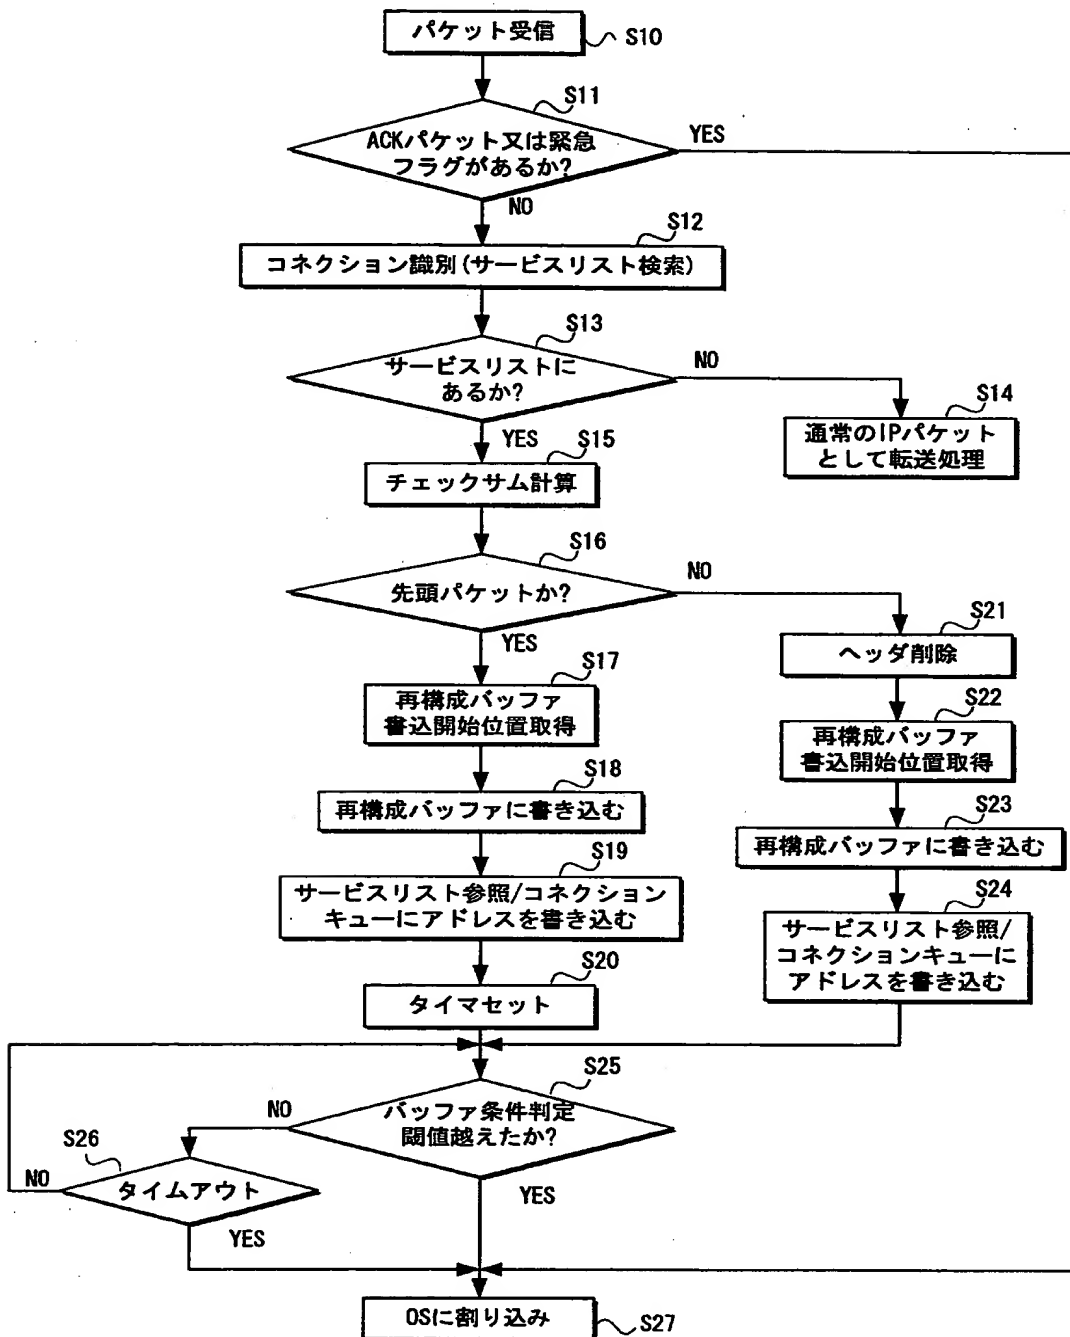 パケット受信
S10
S11
ACKパケット又は緊急
フラグがあるか?
YES
NO
S12
コネクション識別(サービスリスト検索)
S13
サービスリストに
あるか?
NO
YES
S14
通常のIPパケット
として転送処理
S15
チェックサム計算
S16
先頭パケットか?
NO
YES
S21
ヘッダ削除
S17
再構成バッファ
書込開始位置取得
S22
再構成バッファ
書込開始位置取得
S18
再構成バッファに書き込む
S23
再構成バッファに書き込む
S19
サービスリスト参照/コネクション
キューにアドレスを書き込む
S24
サービスリスト参照/
コネクションキューに
アドレスを書き込む
S20
タイマセット
S25
バッファ条件判定
閾値越えたか?
NO
YES
S26
タイムアウト
NO
YES
OSに割り込み
S27